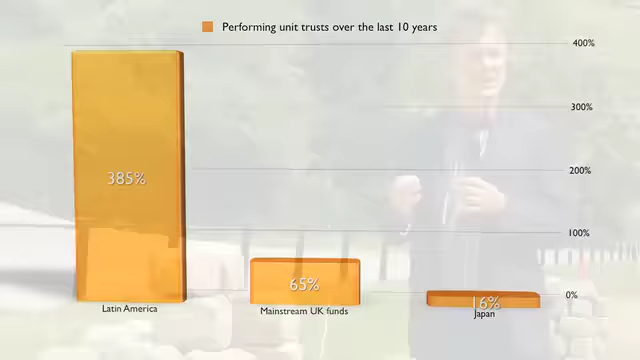 Performing unit trusts over the last 10 years
400%
300%
200%
100%
0%
385%
65%
16%
Latin America
Mainstream UK funds
Japan